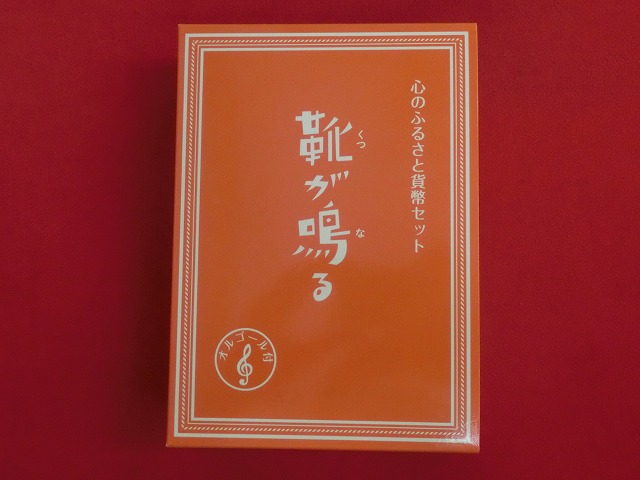 心のふるさと貨幣セット
靴が鳴る
くつ
な
オルゴール付